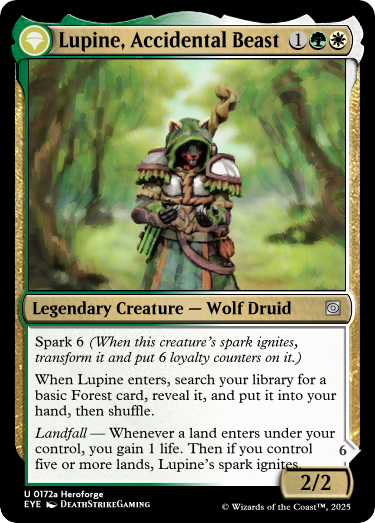 Lupine, Accidental Beast 1
Legendary Creature — Wolf Druid
Spark 6 (When this creature's spark ignites,
transform it and put 6 loyalty counters on it.)
When Lupine enters, search your library for a
basic Forest card, reveal it, and put it into your
hand, then shuffle.
Landfall — Whenever a land enters under your
control, you gain 1 life. Then if you control
five or more lands, Lupine's spark ignites.
6
2/2
U 0172a Heroforge
EYE DeathStrikeGaming
© Wizards of the Coast™, 2025